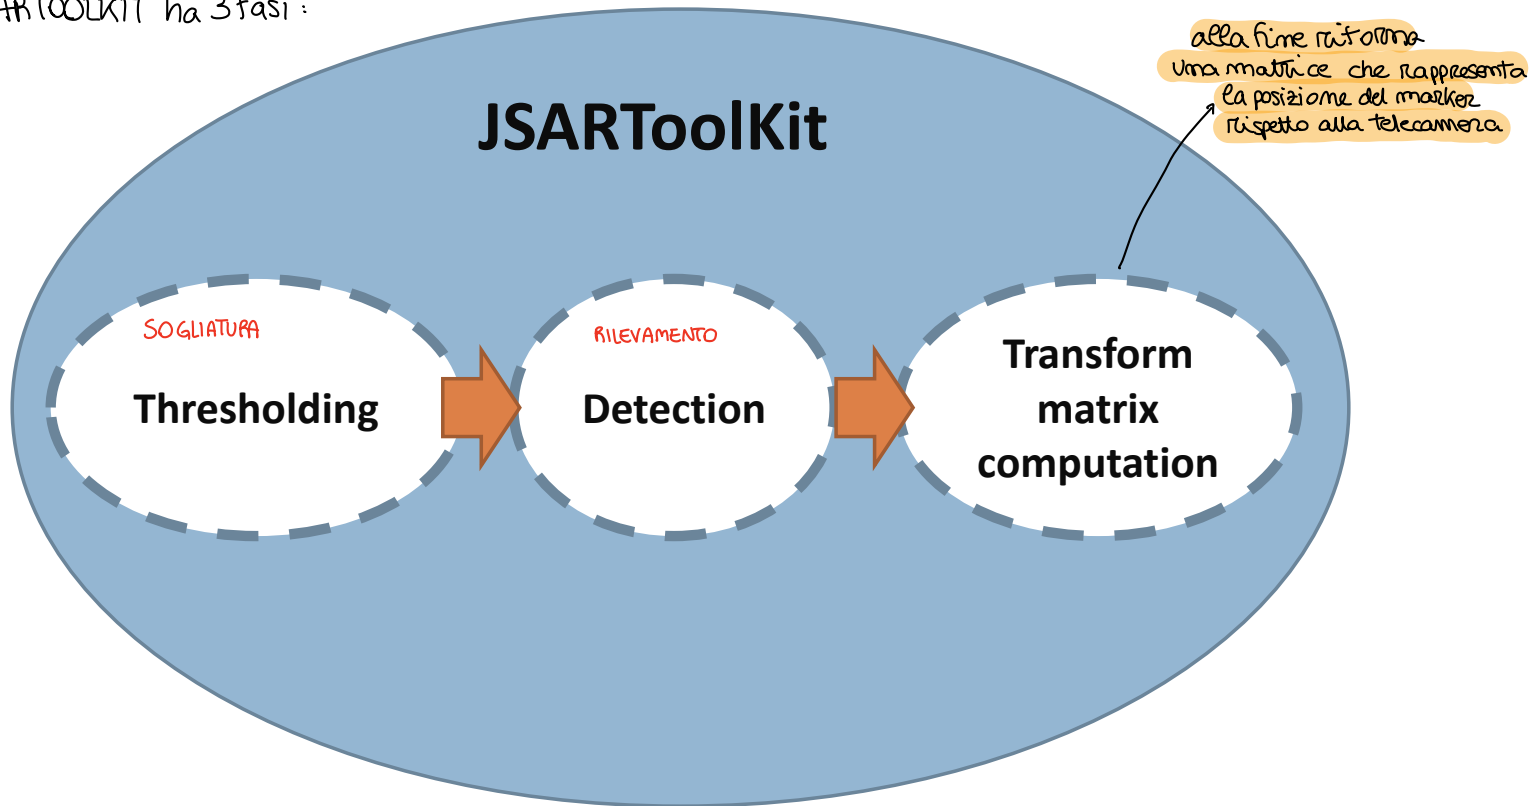 ARTOOLKIT ha 3 fasi:
alla fine ritorna
una matrice che rappresenta
la posizione del marker
rispetto alla telecamera
JSARToolKit
SOGLIATURA
Thresholding
RILEVAMENTO
Detection
Transform
matrix
computation